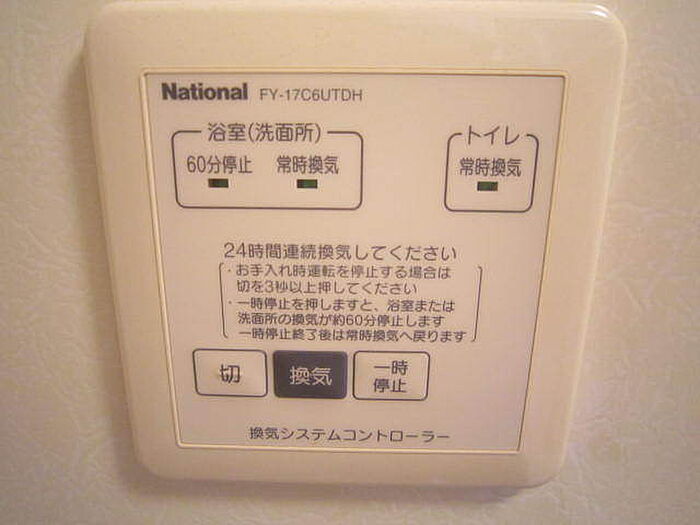 National FY-17C6UTDH
浴室(洗面所) トイレ
60分停止 常時換気 常時換気
24時間連続換気してください
・お手入れ時運転を停止する場合は
切を3秒以上押してください
・一時停止を押しますと、浴室または
洗面所の換気が約60分停止します
一時停止終了後は常時換気へ戻ります
切 換気 一時
停止
換気システムコントローラー